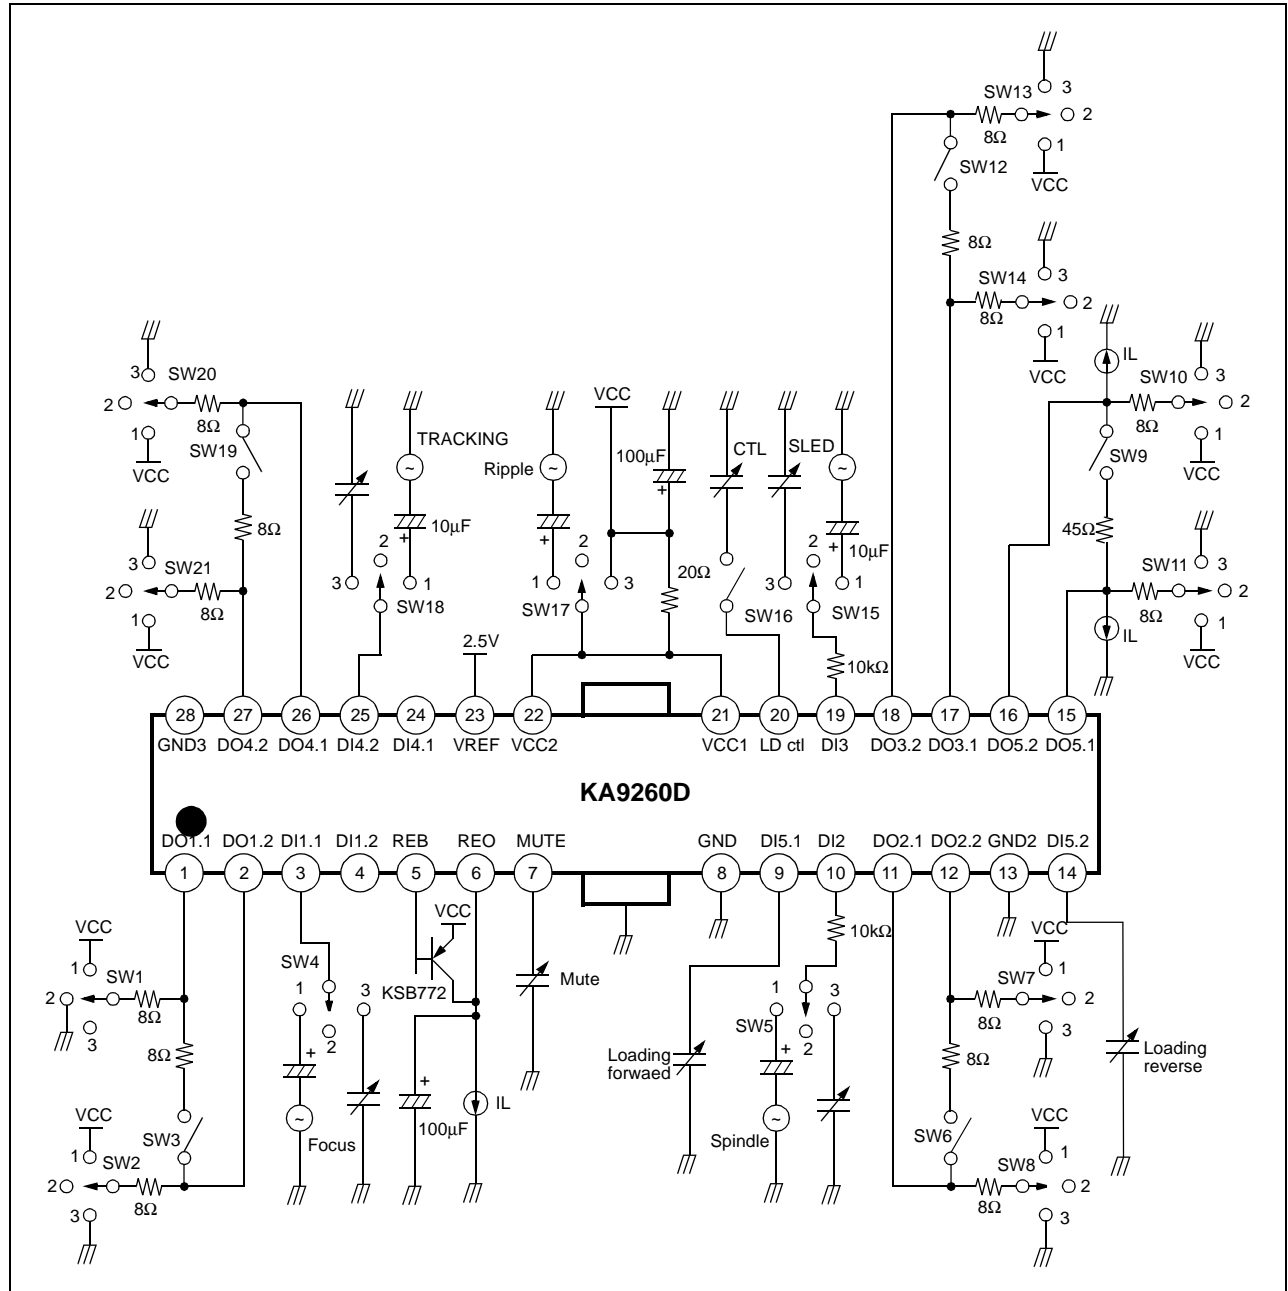 3
SW13
2
8Ω
1
SW12
VCC
8Ω
3
SW14
2
8Ω
1
VCC
IL
3
SW10
2
8Ω
1
SW9
VCC
45Ω
3
SW11
2
8Ω
1
IL
VCC
3
SW20
2
8Ω
1
SW19
VCC
8Ω
3
SW21
2
8Ω
1
VCC
TRACKING
~
10μF
+
2
3
1
SW18
Ripple
~
+
2
1
3
SW17
VCC
100μF
+
20Ω
CTL
SW16
SLED
~
+
10μF
2
3
1
SW15
10kΩ
2.5V
28
27
26
25
24
23
22
21
20
19
18
17
16
15
GND3
DO4.2
DO4.1
DI4.2
DI4.1
VREF
VCC2
VCC1
LD ctl
DI3
DO3.2
DO3.1
DO5.2
DO5.1
KA9260D
DO1.1
DO1.2
DI1.1
DI1.2
REB
REO
MUTE
GND
DI5.1
DI2
DO2.1
DO2.2
GND2
DI5.2
1
2
3
4
5
6
7
8
9
10
11
12
13
14
VCC
1
SW1
2
8Ω
3
8Ω
VCC
SW3
1
SW2
2
8Ω
3
SW4
1
3
2
+
~
Focus
VCC
KSB772
+
100μF
IL
Mute
Loading
forwaed
10kΩ
1
3
SW5
2
+
~
Spindle
VCC
1
SW7
2
8Ω
3
8Ω
SW6
VCC
1
SW8
2
8Ω
3
Loading
reverse